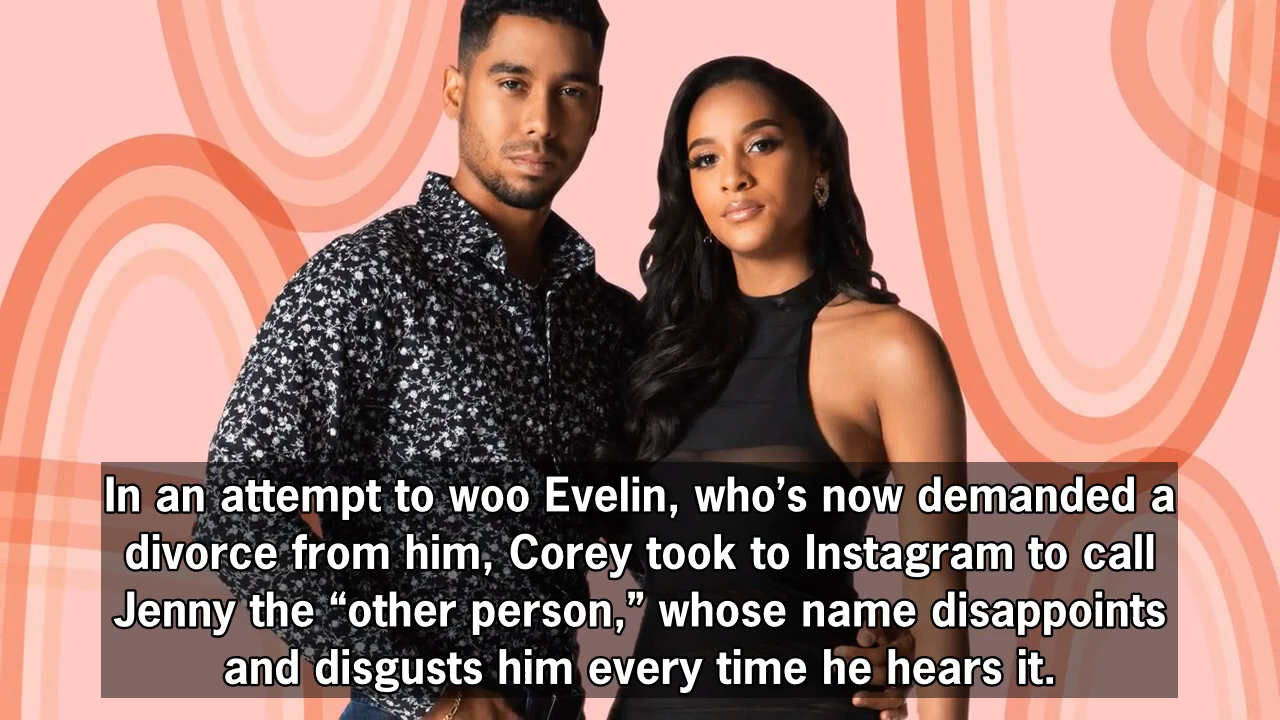 In an attempt to woo Evelin, who’s now demanded a
divorce from him, Corey took to Instagram to call
Jenny the “other person,” whose name disappoints
and disgusts him every time he hears it.